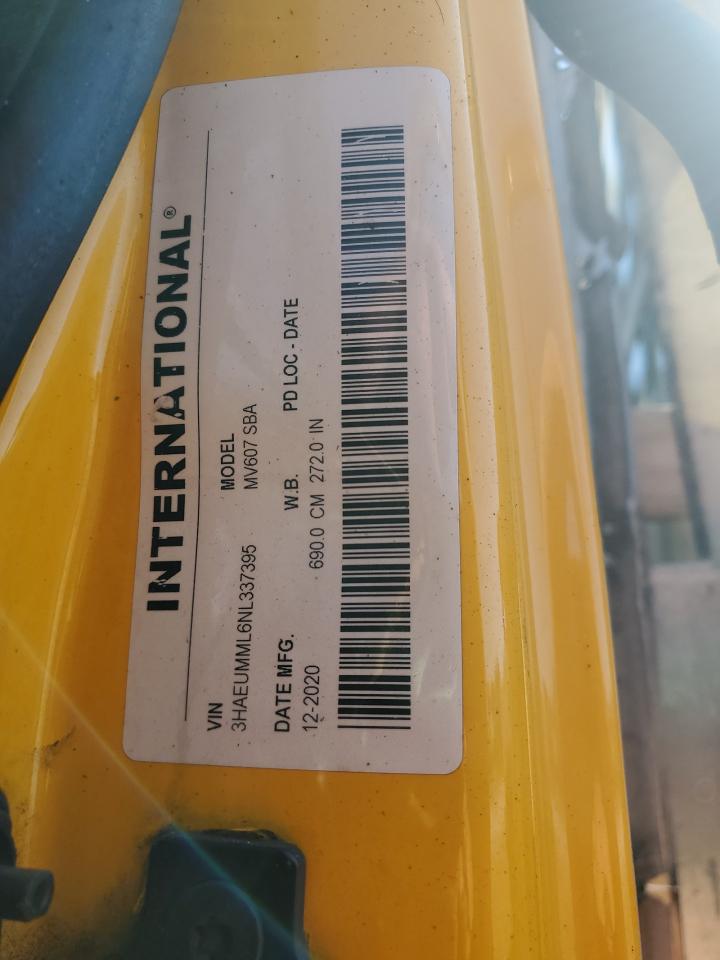 INTERNATIONAL®
VIN MODEL
3HAEUMML6NL337395 MV607 SBA
DATE MFG. W.B. PD LOC - DATE
12-2020 690.0 CM 272.0 IN